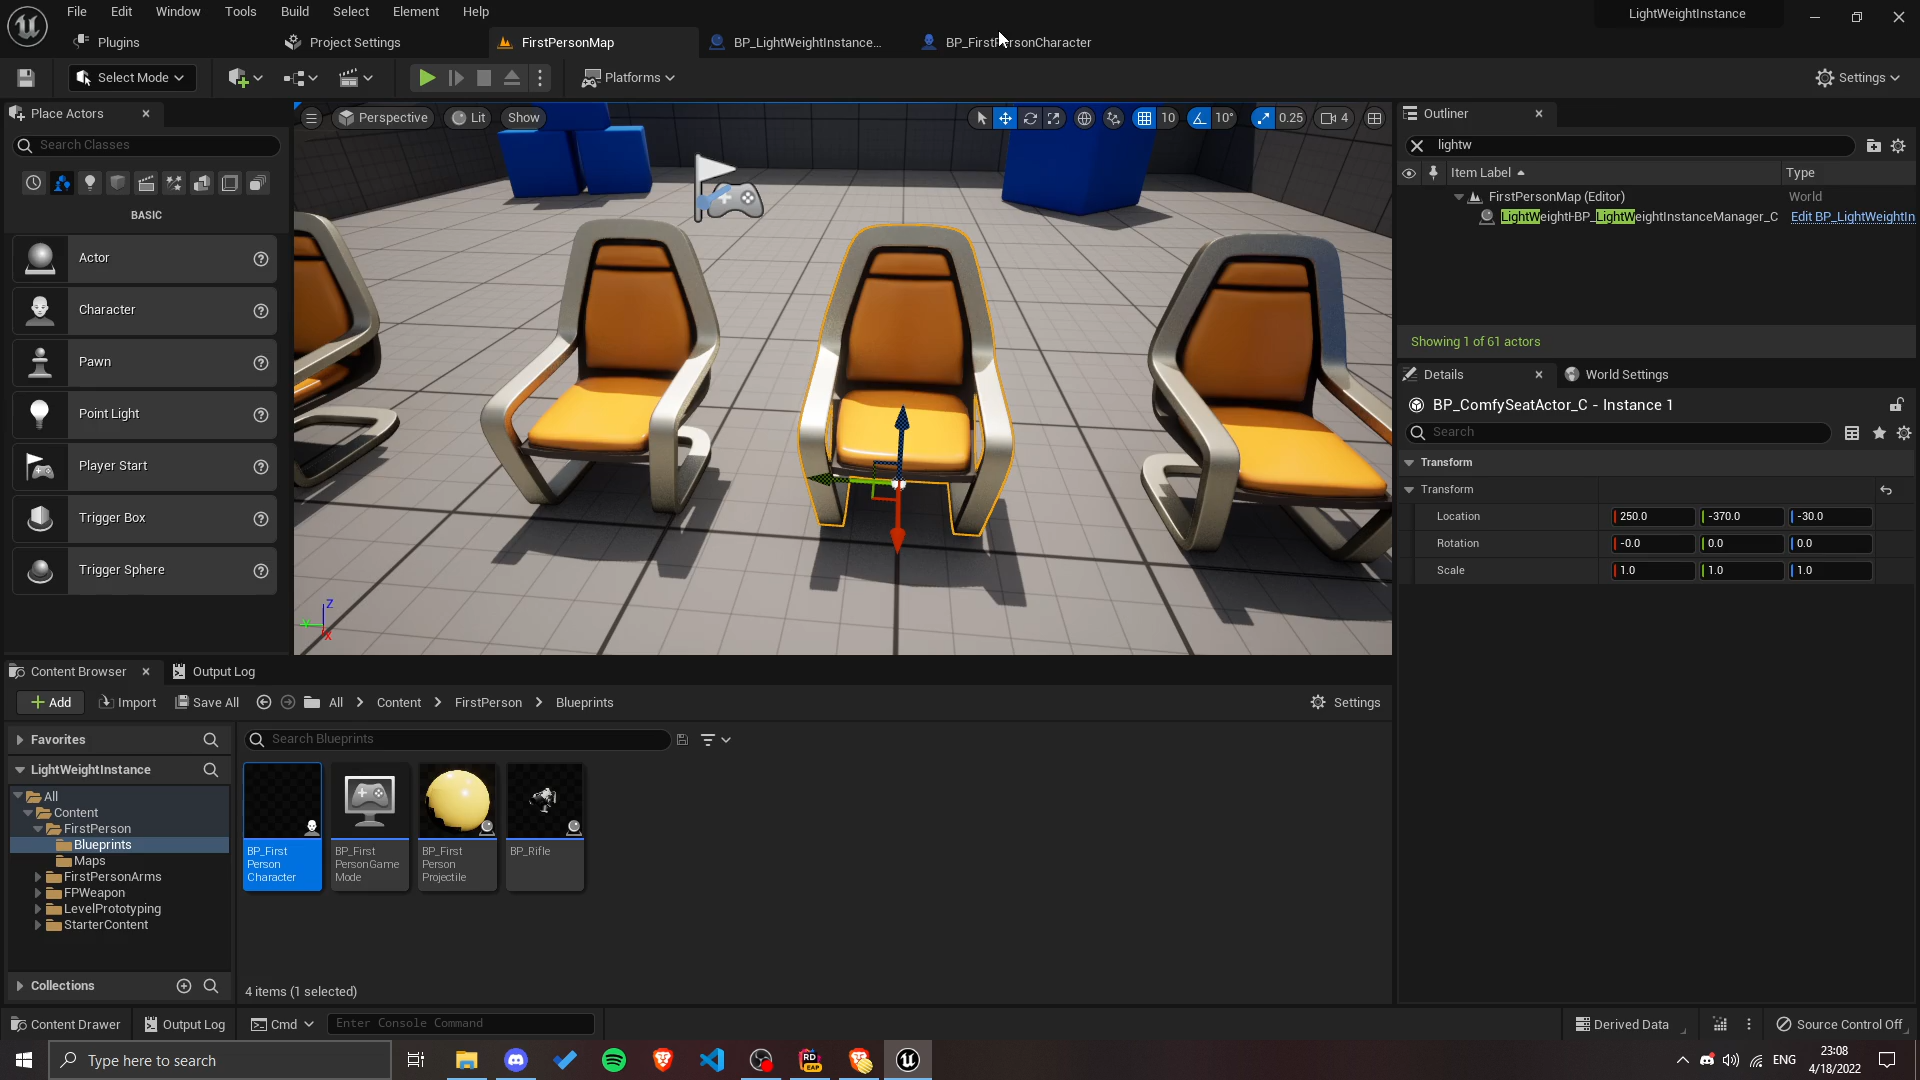 File Edit Window Tools Build Select Actor Help
LightWeightInstance
Plugins
Project Settings
FirstPersonMap
BP_LightWeightInstance...
BP_FirstPersonCharacter
Select Mode
Platforms
Settings
Place Actors
Search Classes
BASIC
Actor
Character
Pawn
Point Light
Player Start
Trigger Box
Trigger Sphere
Perspective
Lit
Show
10
10°
0.25
4
Z
Y
X
Outliner
lightw
Item Label
Type
FirstPersonMap (Editor)
World
BP_LightWeightInstanceManager_C
Edit BP_LightWeightIn
Showing 1 of 61 actors
Details
World Settings
BP_ComfySeatActor_C - Instance 1
Search
Transform
Transform
Location 250.0 -370.0 -30.0
Rotation -0.0 0.0 0.0
Scale 1.0 1.0 1.0
Content Browser
Output Log
Add
Import
Save All
All
Content
FirstPerson
Blueprints
Settings
Favorites
LightWeightInstance
All
Content
FirstPerson
Blueprints
Maps
FirstPersonArms
FPWeapon
LevelPrototyping
StarterContent
Collections
Search Blueprints
BP_First
Person
Character
BP_First
PersonGame
Mode
BP_First
Person
Projectile
BP_Rifle
4 items (1 selected)
Content Drawer
Output Log
Cmd
Enter Console Command
Derived Data
Source Control Off
Type here to search
RD
EAP
ENG
23:08
4/18/2022